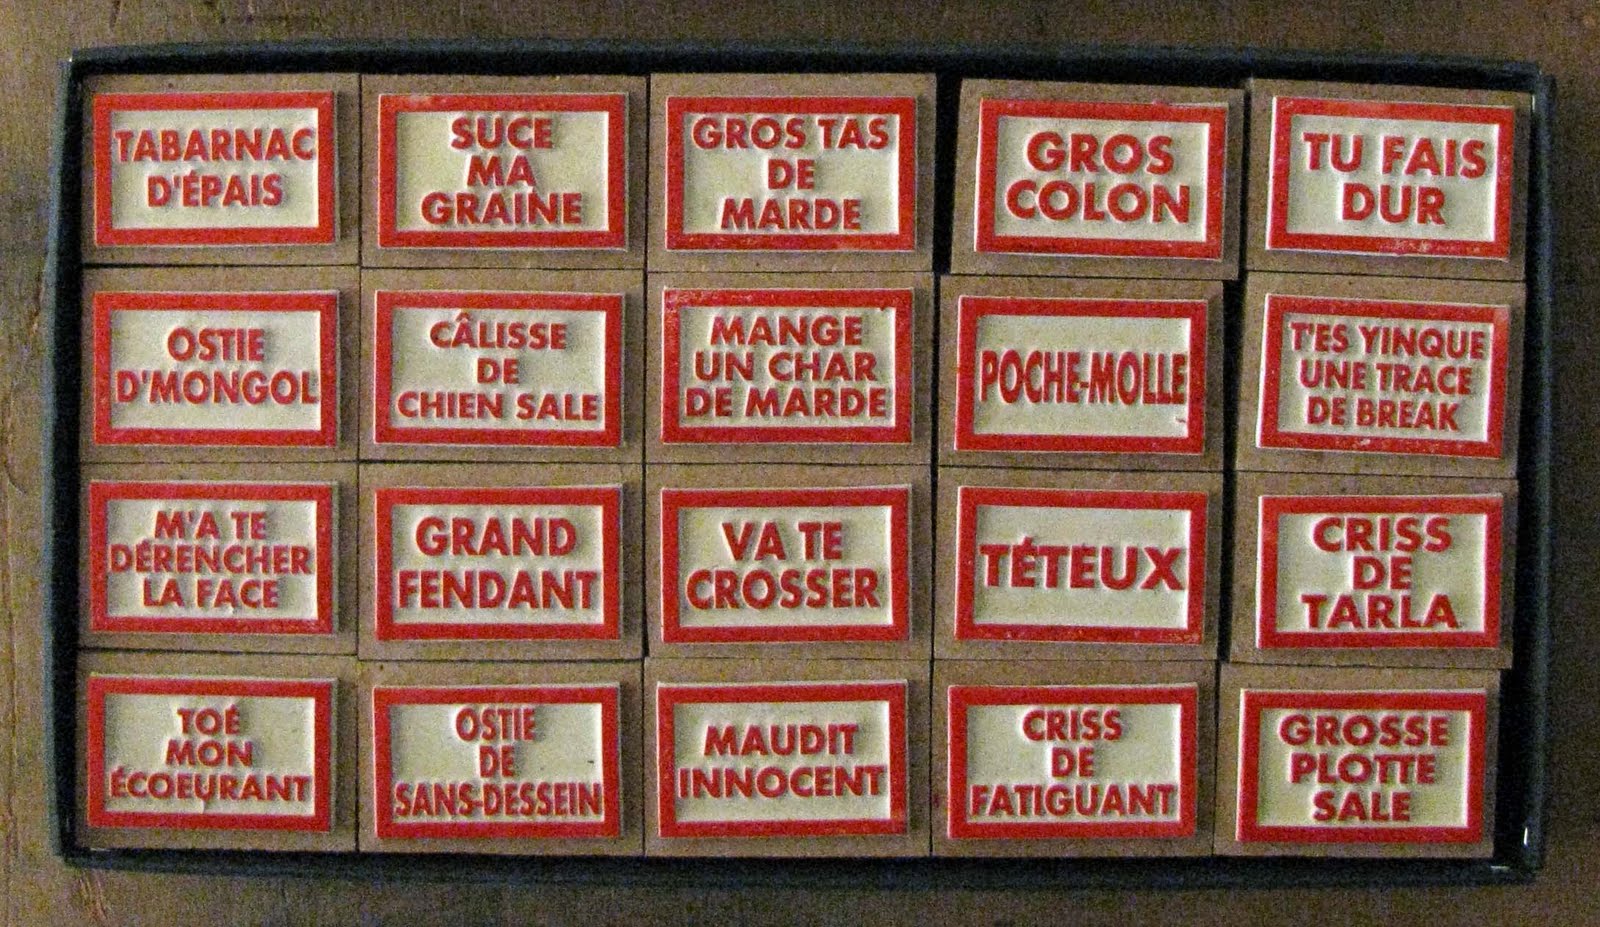 TABARNAC
D'ÉPAIS
SUCE
MA
GRAINE
GROS TAS
DE
MARDE
GROS
COLON
TU FAIS
DUR
OSTIE
D'MONGOL
CÂLISSE
DE
CHIEN SALE
MANGE
UN CHAR
DE MARDE
POCHE-MOLLE
T'ES YINQUE
UNE TRACE
DE BREAK
M'A TE
DÉRENCHER
LA FACE
GRAND
FENDANT
VA TE
CROSSER
TÉTEUX
CRISS
DE
TARLA
TOÉ
MON
ÉCOEURANT
OSTIE
DE
SANS-DESSEIN
MAUDIT
INNOCENT
CRISS
DE
FATIGUANT
GROSSE
PLOTTE
SALE